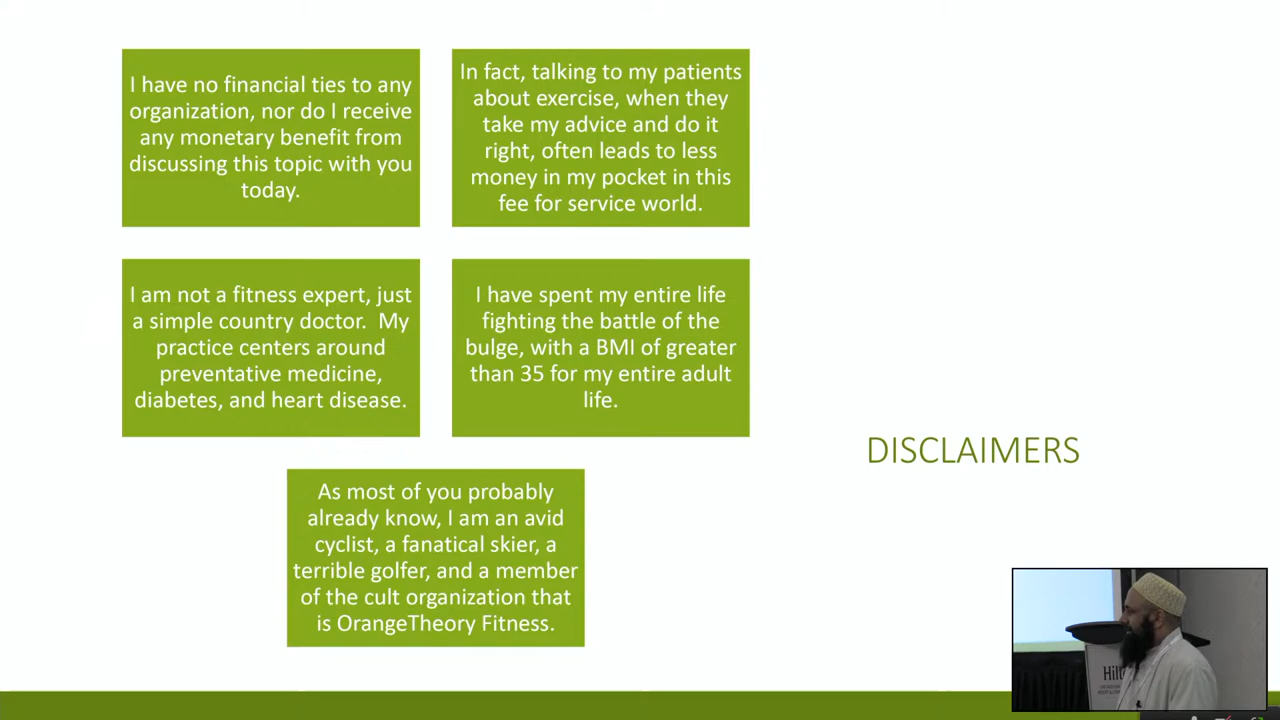 I have no financial ties to any
organization, nor do I receive
any monetary benefit from
discussing this topic with you
today.
In fact, talking to my patients
about exercise, when they
take my advice and do it
right, often leads to less
money in my pocket in this
fee for service world.
I am not a fitness expert, just
a simple country doctor.  My
practice centers around
preventative medicine,
diabetes, and heart disease.
I have spent my entire life
fighting the battle of the
bulge, with a BMI of greater
than 35 for my entire adult
life.
As most of you probably
already know, I am an avid
cyclist, a fanatical skier, a
terrible golfer, and a member
of the cult organization that
is OrangeTheory Fitness.
DISCLAIMERS